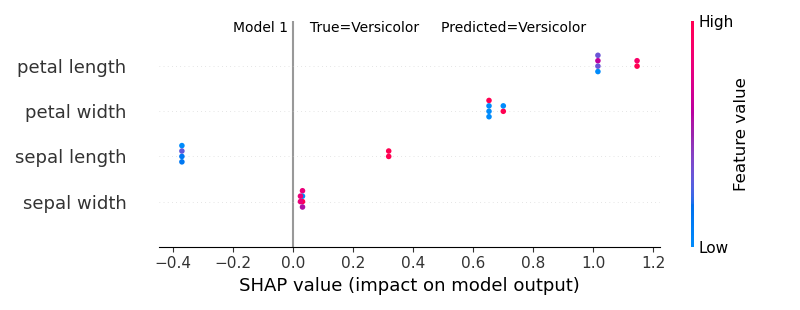 Model 1 True=Versicolor Predicted=Versicolor
High
petal length
petal width
sepal length
sepal width
Feature value
Low
−0.4 −0.2 0.0 0.2 0.4 0.6 0.8 1.0 1.2
SHAP value (impact on model output)